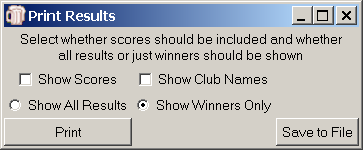 Print Results
Select whether scores should be included and whether
all results or just winners should be shown
Show Scores Show Club Names
Show All Results Show Winners Only
Print Save to File